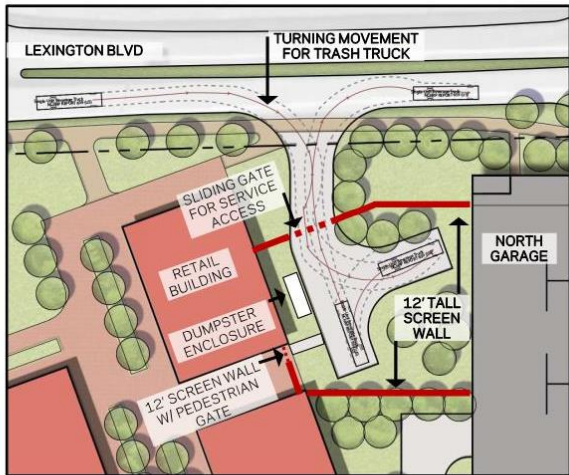 LEXINGTON BLVD
TURNING MOVEMENT
FOR TRASH TRUCK
SLIDING GATE
FOR SERVICE
ACCESS
RETAIL
BUILDING
NORTH
GARAGE
DUMPSTER
ENCLOSURE
12' TALL
SCREEN
WALL
12' SCREEN WALL
W/ PEDESTRIAN
GATE